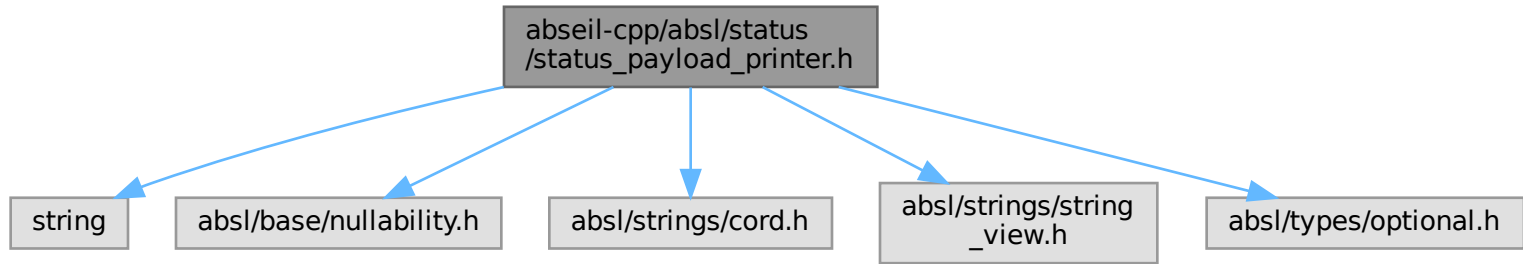 abseil-cpp/absl/status
/status_payload_printer.h
string
absl/base/nullability.h
absl/strings/cord.h
absl/strings/string
_view.h
absl/types/optional.h